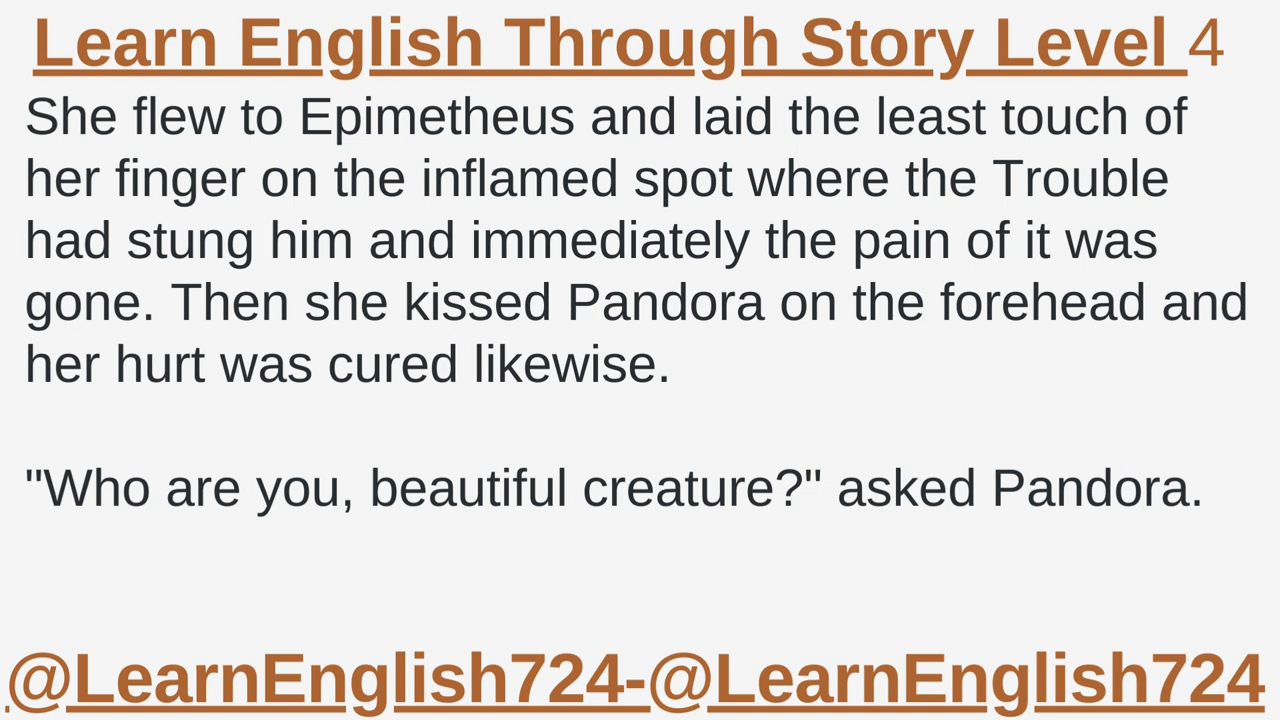 Learn English Through Story Level 4
She flew to Epimetheus and laid the least touch of
her finger on the inflamed spot where the Trouble
had stung him and immediately the pain of it was
gone. Then she kissed Pandora on the forehead and
her hurt was cured likewise.
"Who are you, beautiful creature?" asked Pandora.
@LearnEnglish724-@LearnEnglish724